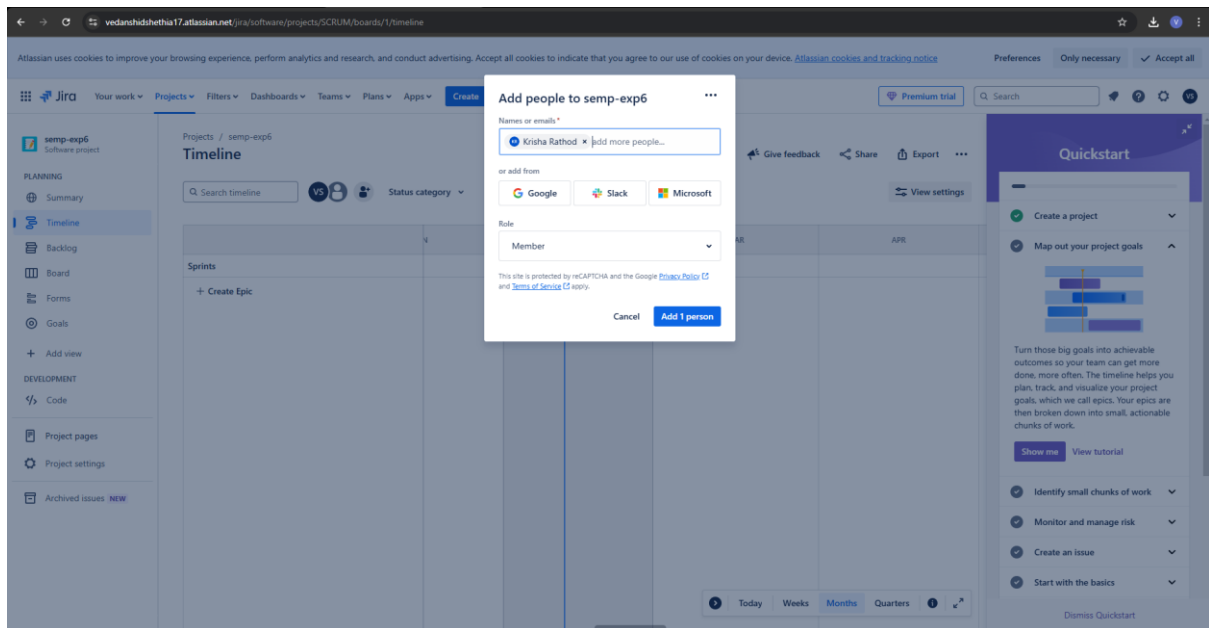 vedanshidshethia17.atlassian.net/jira/software/projects/SCRUM/boards/1/timeline
V
Atlassian uses cookies to improve your browsing experience, perform analytics and research, and conduct advertising. Accept all cookies to indicate that you agree to our use of cookies on your device. Atlassian cookies and tracking notice
Preferences Only necessary Accept all
Jira Your work Projects Filters Dashboards Teams Plans Apps Create
Premium trial Search VS
semp-exp6
Software project
PLANNING
Summary
Timeline
Backlog
Board
Forms
Goals
Add view
DEVELOPMENT
Code
Project pages
Project settings
Archived issues NEW
Projects / semp-exp6
Timeline
Give feedback Share Export
Search timeline VS Status category
View settings
APR
Sprints
+ Create Epic
Add people to semp-exp6
Names or emails *
Krisha Rathod × add more people...
or add from
Google Slack Microsoft
Role
Member
This site is protected by reCAPTCHA and the Google Privacy Policy
and Terms of Service apply.
Cancel Add 1 person
Today Weeks Months Quarters
Quickstart
Create a project
Map out your project goals
Turn those big goals into achievable
outcomes so your team can get more
done, more often. The timeline helps you
plan, track, and visualize your project
goals, which we call epics. Your epics are
then broken down into small, actionable
chunks of work.
Show me View tutorial
Identify small chunks of work
Monitor and manage risk
Create an issue
Start with the basics
Dismiss Quickstart